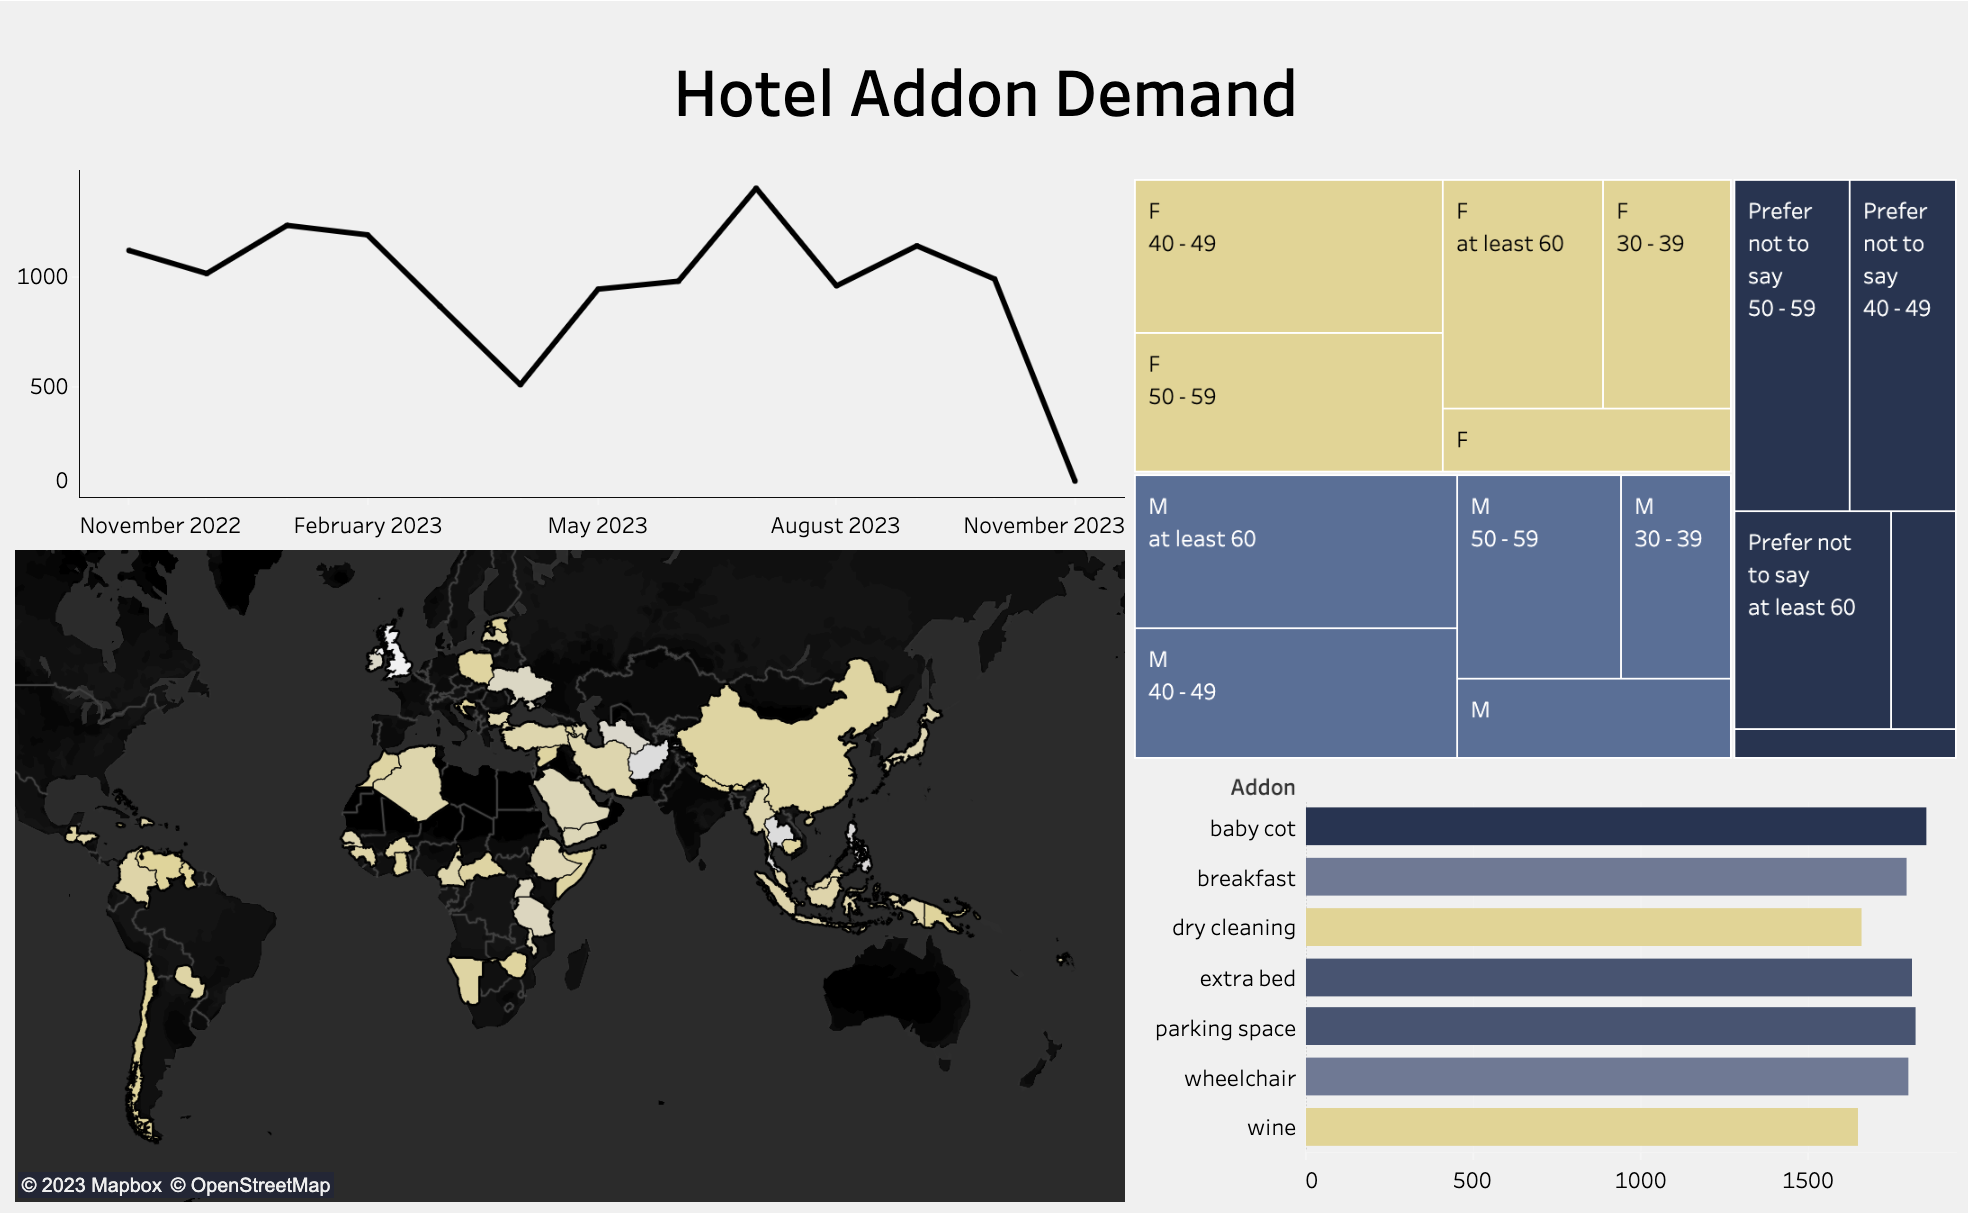 Hotel Addon Demand
1000
500
0
November 2022
February 2023
May 2023
August 2023
November 2023
F
40 - 49
F
at least 60
F
30 - 39
F
50 - 59
F
M
at least 60
M
50 - 59
M
30 - 39
M
40 - 49
M
Prefer
not to
say
50 - 59
Prefer
not to
say
40 - 49
Prefer not
to say
at least 60
© 2023 Mapbox © OpenStreetMap
Addon
baby cot
breakfast
dry cleaning
extra bed
parking space
wheelchair
wine
0
500
1000
1500